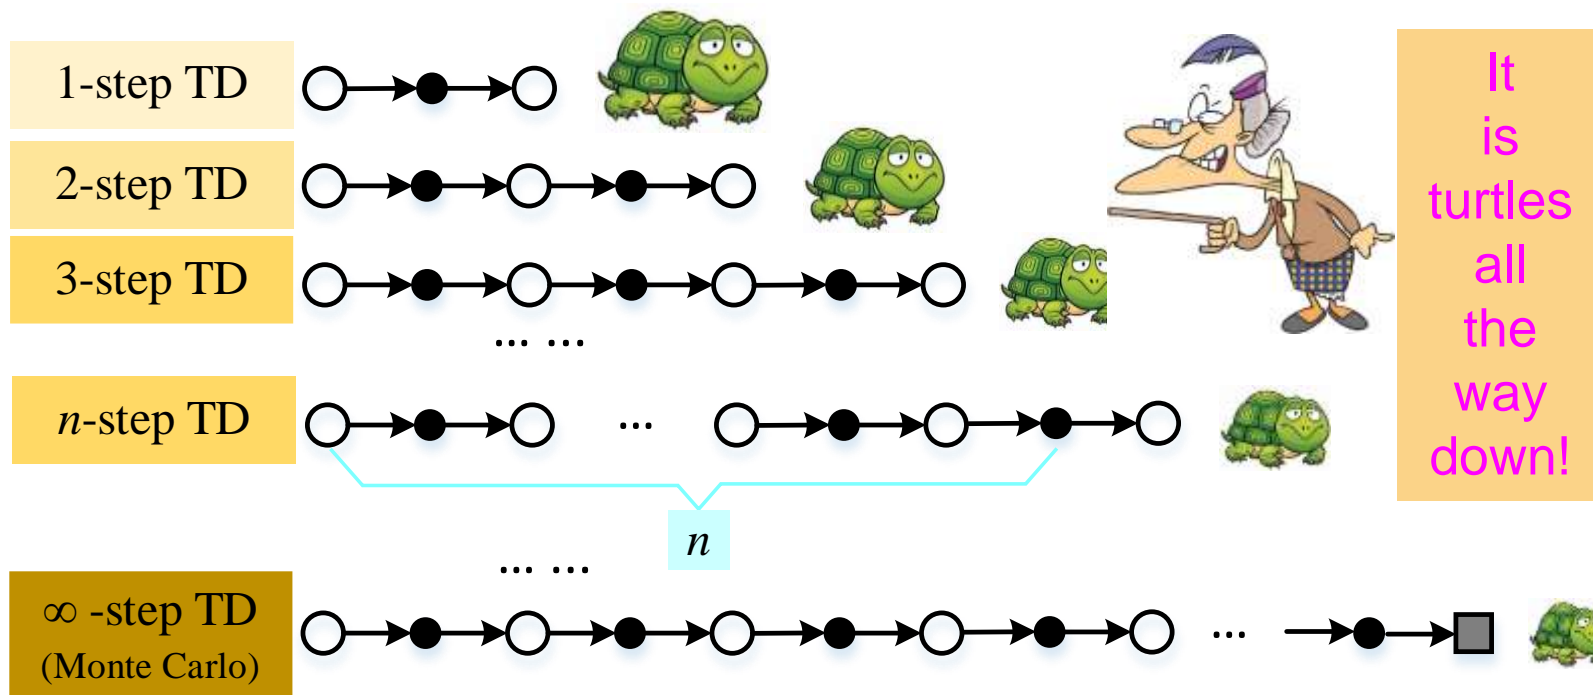 1-step TD
2-step TD
3-step TD
... ...
n-step TD
...
n
... ...
∞ -step TD
(Monte Carlo)
...
It
is
turtles
all
the
way
down!